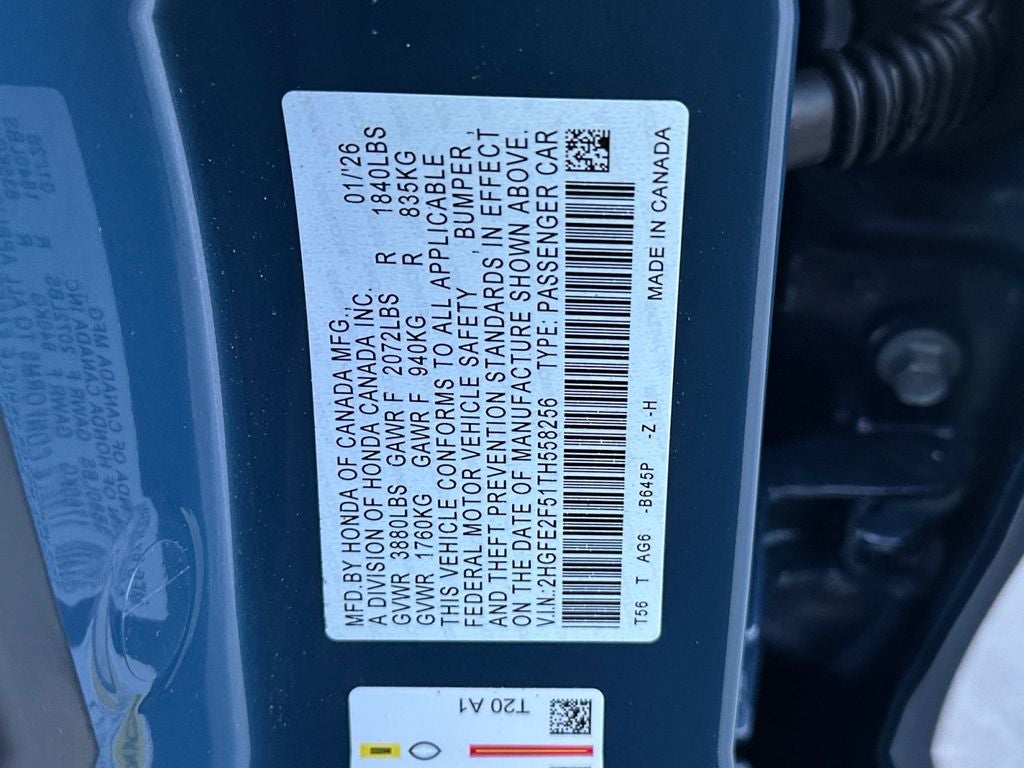 MFD.BY HONDA OF CANADA MFG., 01/'26
A DIVISION OF HONDA CANADA INC.
GVWR 3880LBS GAWR F 2072LBS R 1840LBS
GVWR 1760KG GAWR F 940KG R 835KG
THIS VEHICLE CONFORMS TO ALL APPLICABLE
FEDERAL MOTOR VEHICLE SAFETY , BUMPER ,
AND THEFT PREVENTION STANDARDS IN EFFECT
ON THE DATE OF MANUFACTURE SHOWN ABOVE.
V.I.N.:2HGFE2F51TH558256 TYPE: PASSENGER CAR
T56 T AG6 -B645P -Z -H MADE IN CANADA
T20 A1